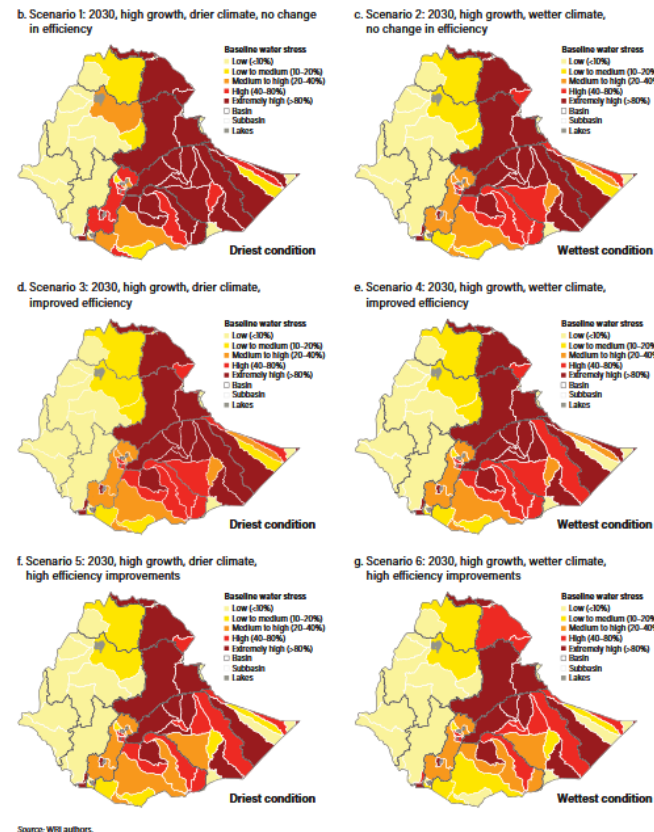 b. Scenario 1: 2030, high growth, drier climate, no change
in efficiency
Baseline water stress
Low (<10%)
Low to medium (10–20%)
Medium to high (20–40%)
High (40–80%)
Extremely high (>80%)
Basin
Subbasin
Lakes
Driest condition
c. Scenario 2: 2030, high growth, wetter climate,
no change in efficiency
Baseline water stress
Low (<10%)
Low to medium (10–20%
Medium to high (20–40%
High (40–80%)
Extremely high (>80%)
Basin
Subbasin
Lakes
Wettest condition
d. Scenario 3: 2030, high growth, drier climate,
improved efficiency
Baseline water stress
Low (<10%)
Low to medium (10–20%)
Medium to high (20–40%)
High (40–80%)
Extremely high (>80%)
Basin
Subbasin
Lakes
Driest condition
e. Scenario 4: 2030, high growth, wetter climate,
improved efficiency
Baseline water stress
Low (<10%)
Low to medium (10–20%
Medium to high (20–40%
High (40–80%)
Extremely high (>80%)
Basin
Subbasin
Lakes
Wettest condition
f. Scenario 5: 2030, high growth, drier climate,
high efficiency improvements
Baseline water stress
Low (<10%)
Low to medium (10–20%)
Medium to high (20–40%)
High (40–80%)
Extremely high (>80%)
Basin
Subbasin
Lakes
Driest condition
g. Scenario 6: 2030, high growth, wetter climate,
high efficiency improvements
Baseline water stress
Low (<10%)
Low to medium (10–20%
Medium to high (20–40%
High (40–80%)
Extremely high (>80%)
Basin
Subbasin
Lakes
Wettest condition
Source: WRI authors.